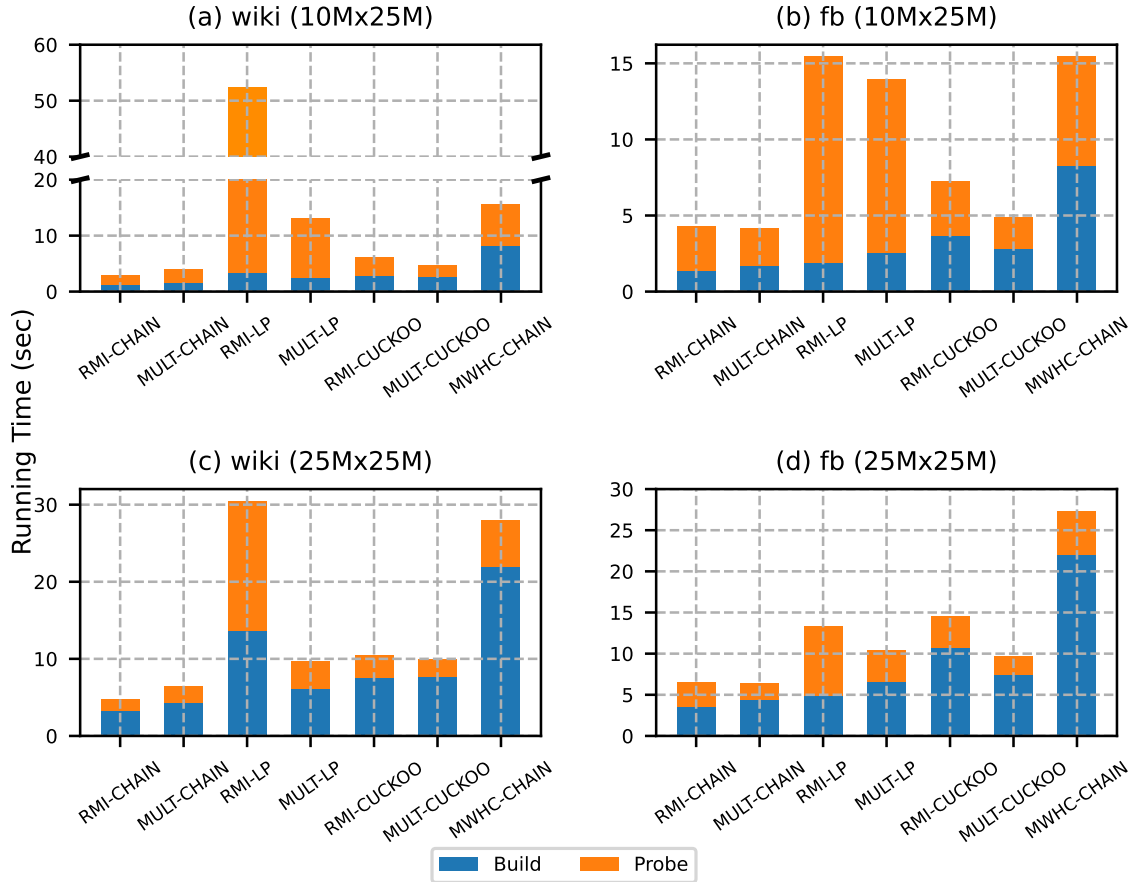 Running Time (sec)
(a) wiki (10Mx25M)
60
50
40
20
10
0
RMI-CHAIN
MULT-CHAIN
RMI-LP
MULT-LP
RMI-CUCKOO
MULT-CUCKOO
MWHC-CHAIN
(b) fb (10Mx25M)
15
10
5
0
RMI-CHAIN
MULT-CHAIN
RMI-LP
MULT-LP
RMI-CUCKOO
MULT-CUCKOO
MWHC-CHAIN
(c) wiki (25Mx25M)
30
20
10
0
RMI-CHAIN
MULT-CHAIN
RMI-LP
MULT-LP
RMI-CUCKOO
MULT-CUCKOO
MWHC-CHAIN
(d) fb (25Mx25M)
30
25
20
15
10
5
0
RMI-CHAIN
MULT-CHAIN
RMI-LP
MULT-LP
RMI-CUCKOO
MULT-CUCKOO
MWHC-CHAIN
Build
Probe